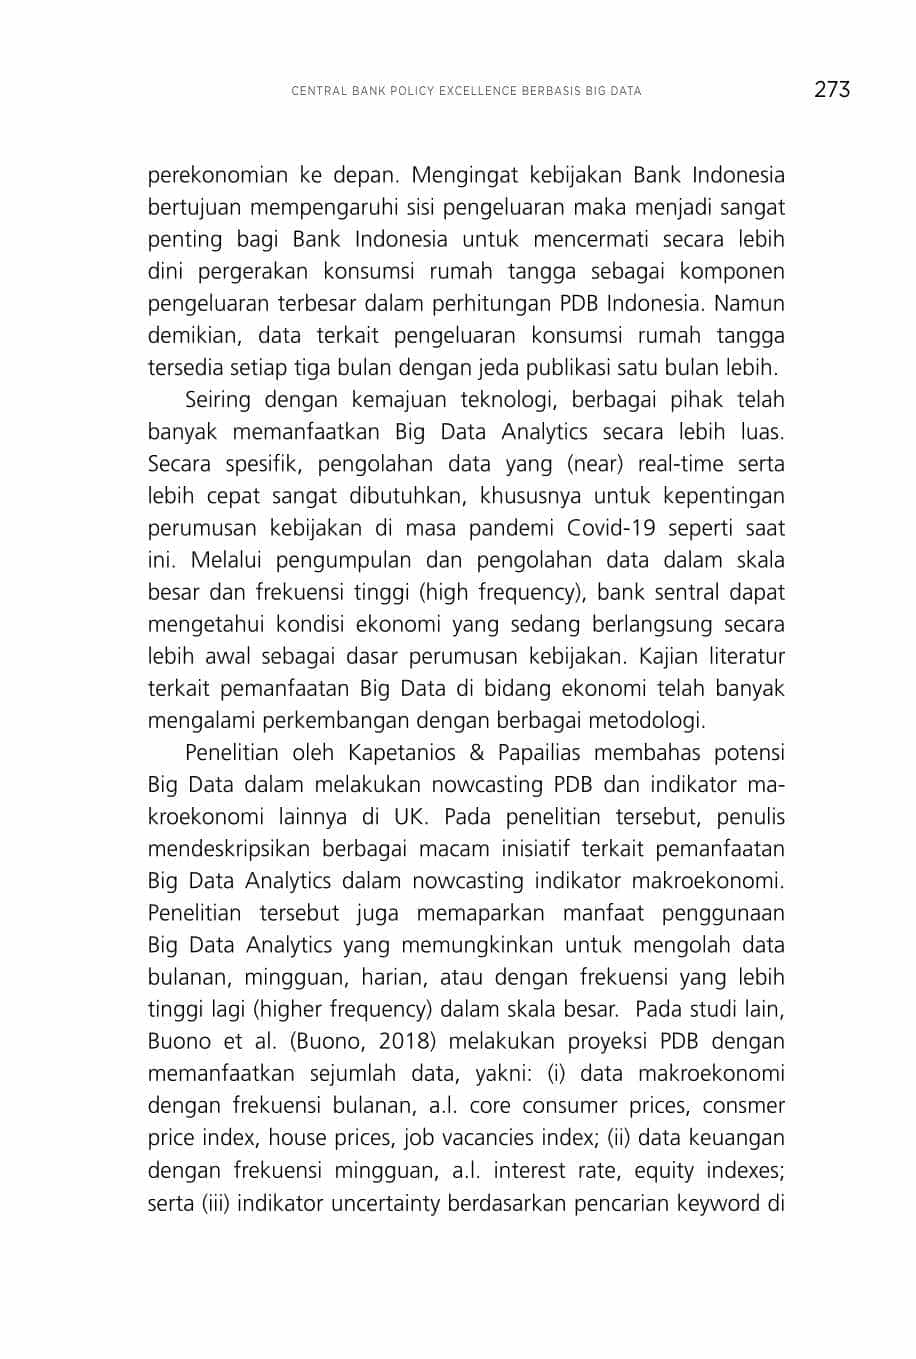 CENTRAL BANK POLICY EXCELLENCE BERBASIS BIG DATA 273
perekonomian ke depan. Mengingat kebijakan Bank Indonesia
bertujuan mempengaruhi sisi pengeluaran maka menjadi sangat
penting bagi Bank Indonesia untuk mencermati secara lebih
dini pergerakan konsumsi rumah tangga sebagai komponen
pengeluaran terbesar dalam perhitungan PDB Indonesia. Namun
demikian, data terkait pengeluaran konsumsi rumah tangga
tersedia setiap tiga bulan dengan jeda publikasi satu bulan lebih.
Seiring dengan kemajuan teknologi, berbagai pihak telah
banyak memanfaatkan Big Data Analytics secara lebih luas.
Secara spesifik, pengolahan data yang (near) real-time serta
lebih cepat sangat dibutuhkan, khususnya untuk kepentingan
perumusan kebijakan di masa pandemi Covid-19 seperti saat
ini. Melalui pengumpulan dan pengolahan data dalam skala
besar dan frekuensi tinggi (high frequency), bank sentral dapat
mengetahui kondisi ekonomi yang sedang berlangsung secara
lebih awal sebagai dasar perumusan kebijakan. Kajian literatur
terkait pemanfaatan Big Data di bidang ekonomi telah banyak
mengalami perkembangan dengan berbagai metodologi.
Penelitian oleh Kapetanios & Papailias membahas potensi
Big Data dalam melakukan nowcasting PDB dan indikator ma-
kroekonomi lainnya di UK. Pada penelitian tersebut, penulis
mendeskripsikan berbagai macam inisiatif terkait pemanfaatan
Big Data Analytics dalam nowcasting indikator makroekonomi.
Penelitian tersebut juga memaparkan manfaat penggunaan
Big Data Analytics yang memungkinkan untuk mengolah data
bulanan, mingguan, harian, atau dengan frekuensi yang lebih
tinggi lagi (higher frequency) dalam skala besar. Pada studi lain,
Buono et al. (Buono, 2018) melakukan proyeksi PDB dengan
memanfaatkan sejumlah data, yakni: (i) data makroekonomi
dengan frekuensi bulanan, a.l. core consumer prices, consmer
price index, house prices, job vacancies index; (ii) data keuangan
dengan frekuensi mingguan, a.l. interest rate, equity indexes;
serta (iii) indikator uncertainty berdasarkan pencarian keyword di